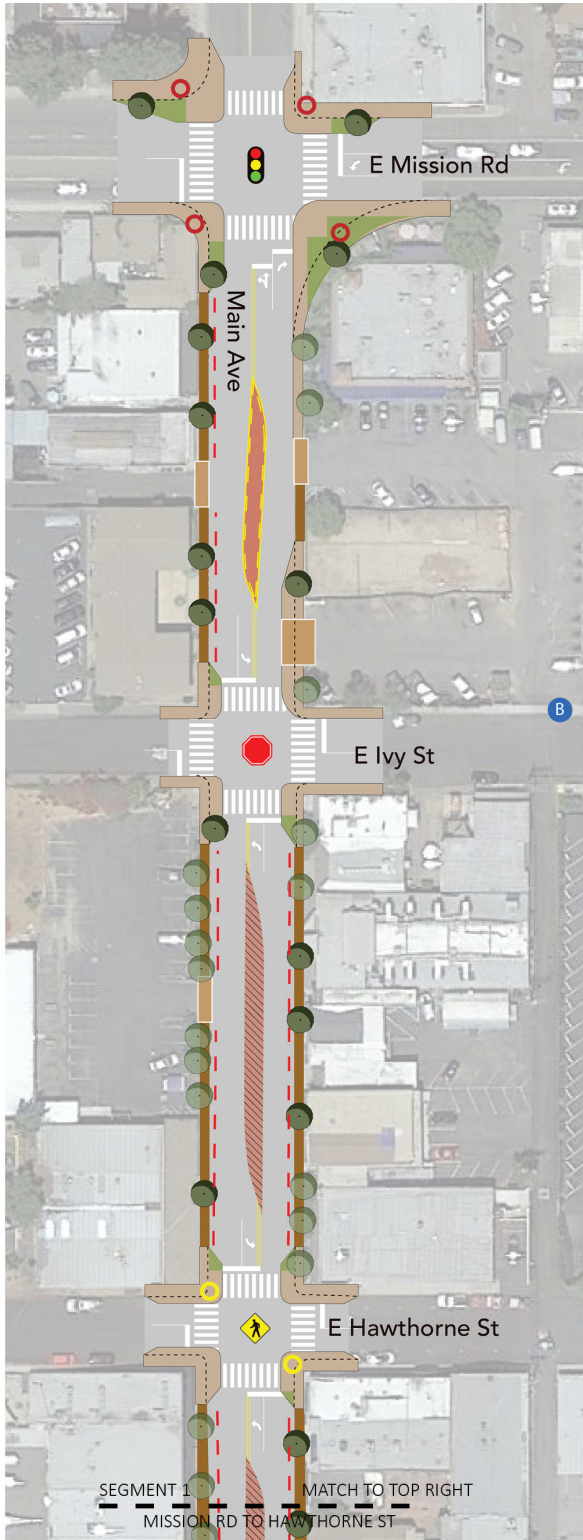 E Mission Rd
Main Ave
B
E Ivy St
E Hawthorne St
SEGMENT 1
MATCH TO TOP RIGHT
MISSION RD TO HAWTHORNE ST